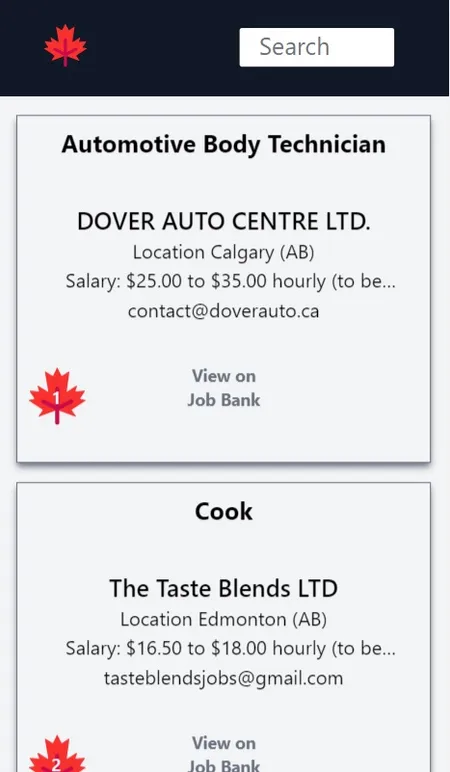 Search
Automotive Body Technician
DOVER AUTO CENTRE LTD.
Location Calgary (AB)
Salary: $25.00 to $35.00 hourly (to be...
contact@doverauto.ca
View on
Job Bank
1
Cook
The Taste Blends LTD
Location Edmonton (AB)
Salary: $16.50 to $18.00 hourly (to be...
tasteblendsjobs@gmail.com
View on
Job Bank
2